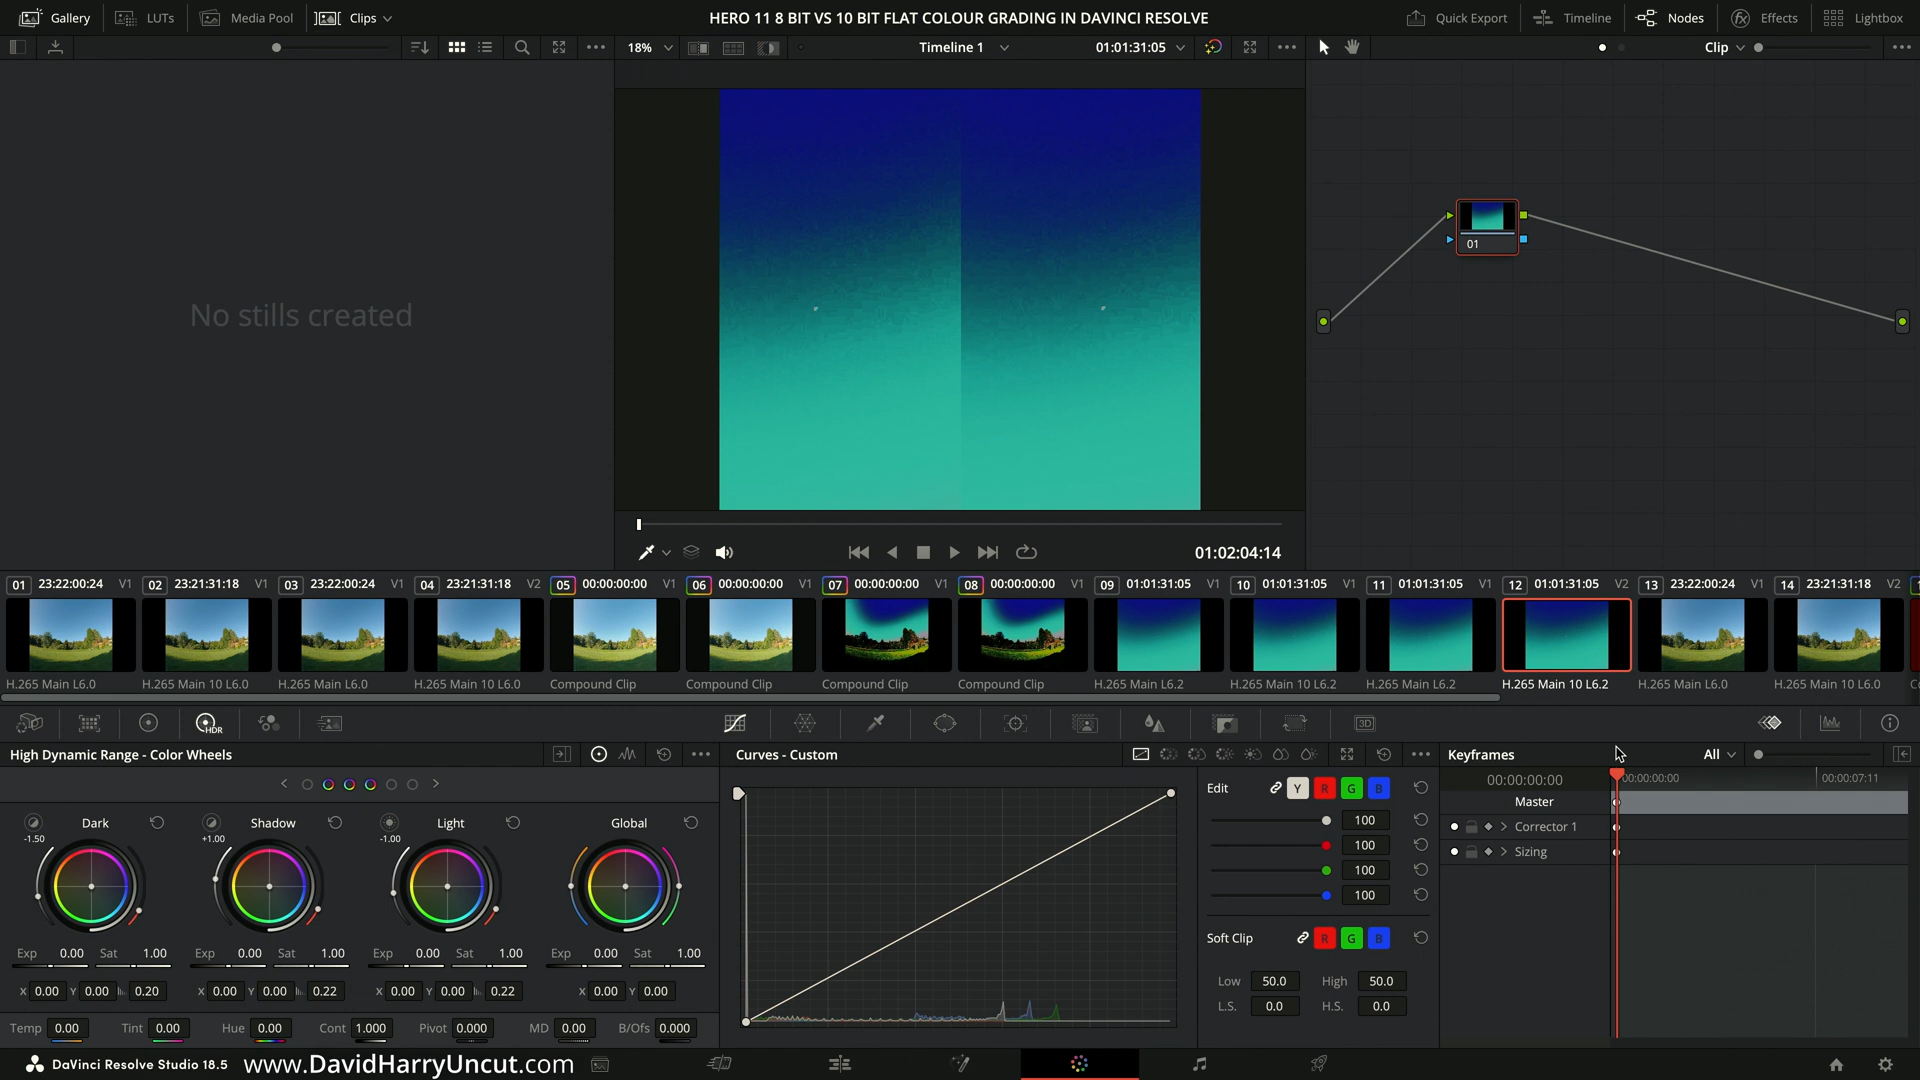 Gallery LUTs Media Pool Clips HERO 11 8 BIT VS 10 BIT FLAT COLOUR GRADING IN DAVINCI RESOLVE Quick Export Timeline Nodes Effects Lightbox
18% Timeline 1 01:01:31:05 Clip
No stills created
01
01:02:04:14
01 23:22:00:24 V1 02 23:21:31:18 V1 03 23:22:00:24 V1 04 23:21:31:18 V2 05 00:00:00:00 V1 06 00:00:00:00 V1 07 00:00:00:00 V1 08 00:00:00:00 V1 09 01:01:31:05 V1 10 01:01:31:05 V1 11 01:01:31:05 V1 12 01:01:31:05 V2 13 23:22:00:24 V1 14 23:21:31:18 V2
H.265 Main L6.0 H.265 Main 10 L6.0 H.265 Main L6.0 H.265 Main 10 L6.0 Compound Clip Compound Clip Compound Clip Compound Clip H.265 Main L6.2 H.265 Main 10 L6.2 H.265 Main L6.2 H.265 Main 10 L6.2 H.265 Main L6.0 H.265 Main 10 L6.0
HDR 3D
High Dynamic Range - Color Wheels Curves - Custom Keyframes All
00:00:00:00 00:00:00:00 00:00:07:11
Edit Y R G B
Master
Dark Shadow Light Global
-1.50 +1.00 -1.00
100
100
100
100
Corrector 1
Sizing
Soft Clip R G B
Exp 0.00 Sat 1.00 Exp 0.00 Sat 1.00 Exp 0.00 Sat 1.00 Exp 0.00 Sat 1.00
Low 50.0 High 50.0
X 0.00 Y 0.00 0.20 X 0.00 Y 0.00 0.22 X 0.00 Y 0.00 0.22 X 0.00 Y 0.00
L.S. 0.0 H.S. 0.0
Temp 0.00 Tint 0.00 Hue 0.00 Cont 1.000 Pivot 0.000 MD 0.00 B/Ofs 0.000
DaVinci Resolve Studio 18.5 www.DavidHarryUncut.com